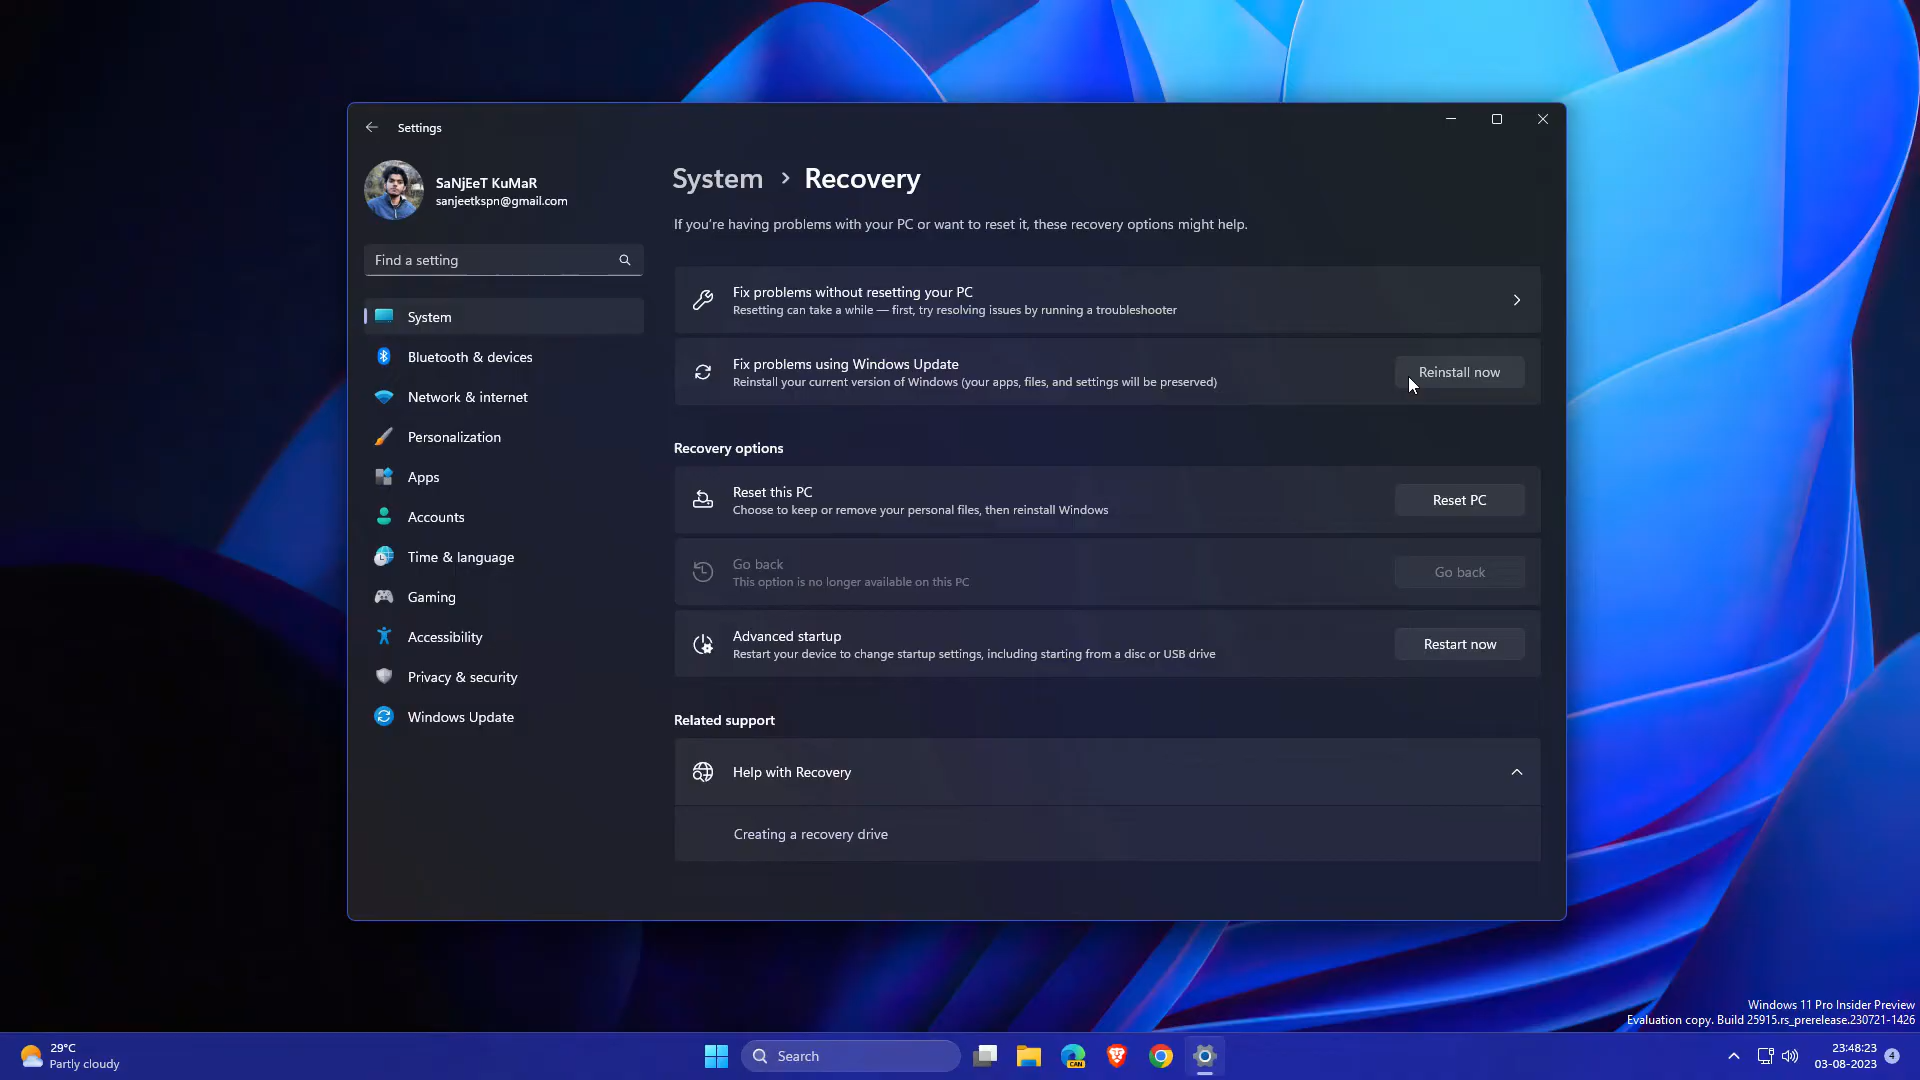 Settings
SaNjEeT KuMaR
sanjeetkspn@gmail.com
Find a setting
System
Bluetooth & devices
Network & internet
Personalization
Apps
Accounts
Time & language
Gaming
Accessibility
Privacy & security
Windows Update
System > Recovery
If you're having problems with your PC or want to reset it, these recovery options might help.
Fix problems without resetting your PC
Resetting can take a while — first, try resolving issues by running a troubleshooter
Fix problems using Windows Update
Reinstall your current version of Windows (your apps, files, and settings will be preserved)
Reinstall now
Recovery options
Reset this PC
Choose to keep or remove your personal files, then reinstall Windows
Reset PC
Go back
This option is no longer available on this PC
Go back
Advanced startup
Restart your device to change startup settings, including starting from a disc or USB drive
Restart now
Related support
Help with Recovery
Creating a recovery drive
Windows 11 Pro Insider Preview
Evaluation copy. Build 25915.rs_prerelease.230721-1426
29°C
Partly cloudy
Search
CAN
23:48:23
03-08-2023
4